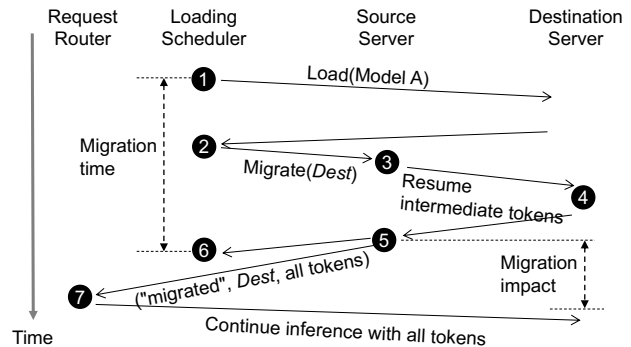 Request Router
Loading Scheduler
Source Server
Destination Server
1
Load(Model A)
Migration time
2
Migrate(Dest)
3
Resume intermediate tokens
4
5
6
("migrated", Dest, all tokens)
Migration impact
7
Continue inference with all tokens
Time